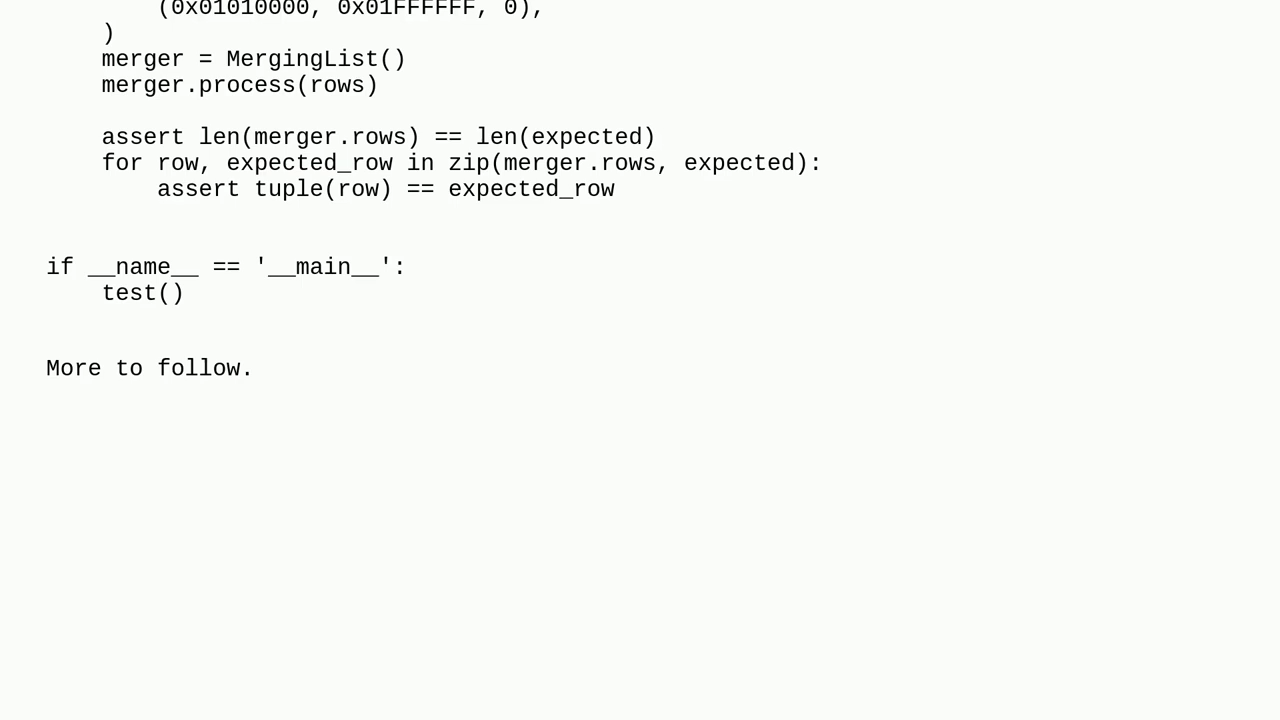 (0x01010000, 0x01FFFFFF, 0),
)
merger = MergingList()
merger.process(rows)
assert len(merger.rows) == len(expected)
for row, expected_row in zip(merger.rows, expected):
assert tuple(row) == expected_row
if __name__ == '__main__':
test()
More to follow.